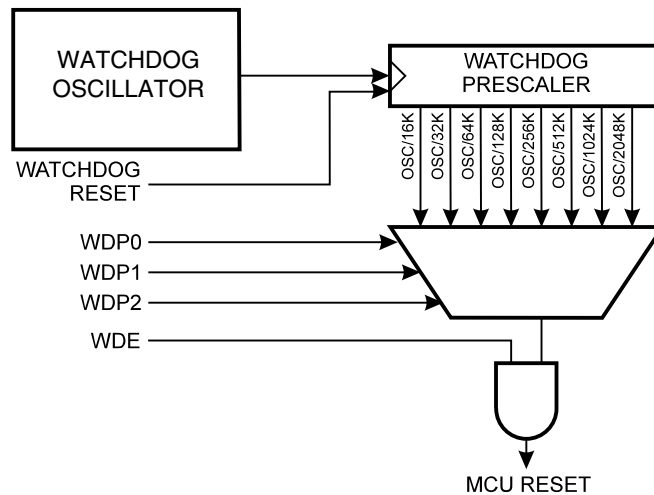 WATCHDOG
OSCILLATOR
WATCHDOG
PRESCALER
OSC/16K
OSC/32K
OSC/64K
OSC/128K
OSC/256K
OSC/512K
OSC/1024K
OSC/2048K
WATCHDOG
RESET
WDP0
WDP1
WDP2
WDE
MCU RESET